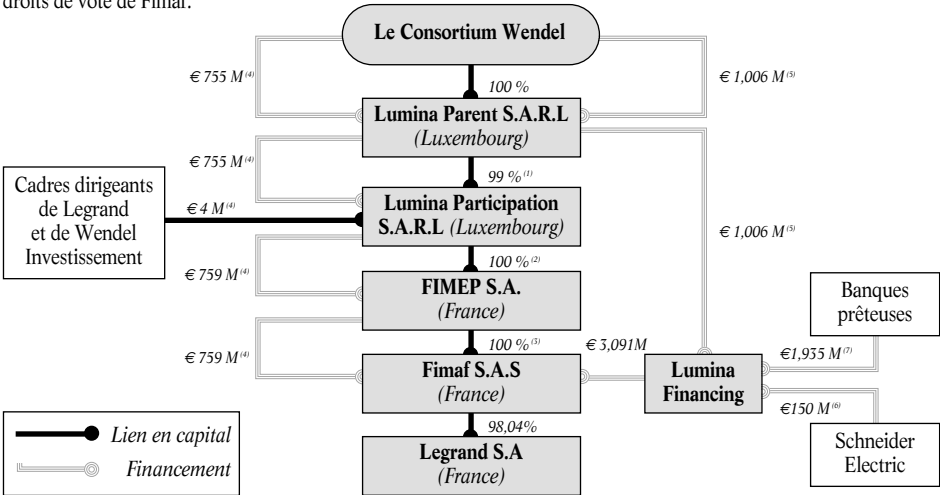 droits de vote de Fimaf.
Le Consortium Wendel
€ 755 M (4)
€ 1,006 M (5)
100 %
Lumina Parent S.A.R.L
(Luxembourg)
€ 755 M (4)
99 % (1)
Cadres dirigeants
de Legrand
et de Wendel
Investissement
€ 4 M (4)
Lumina Participation
S.A.R.L (Luxembourg)
€ 1,006 M (5)
100 % (2)
€ 759 M (4)
FIMEP S.A.
(France)
Banques
prêteuses
100 % (3)
€ 3,091M
€ 759 M (4)
€1,935 M (7)
Fimaf S.A.S
(France)
Lumina
Financing
€150 M (6)
Lien en capital
Financement
98,04%
Legrand S.A
(France)
Schneider
Electric